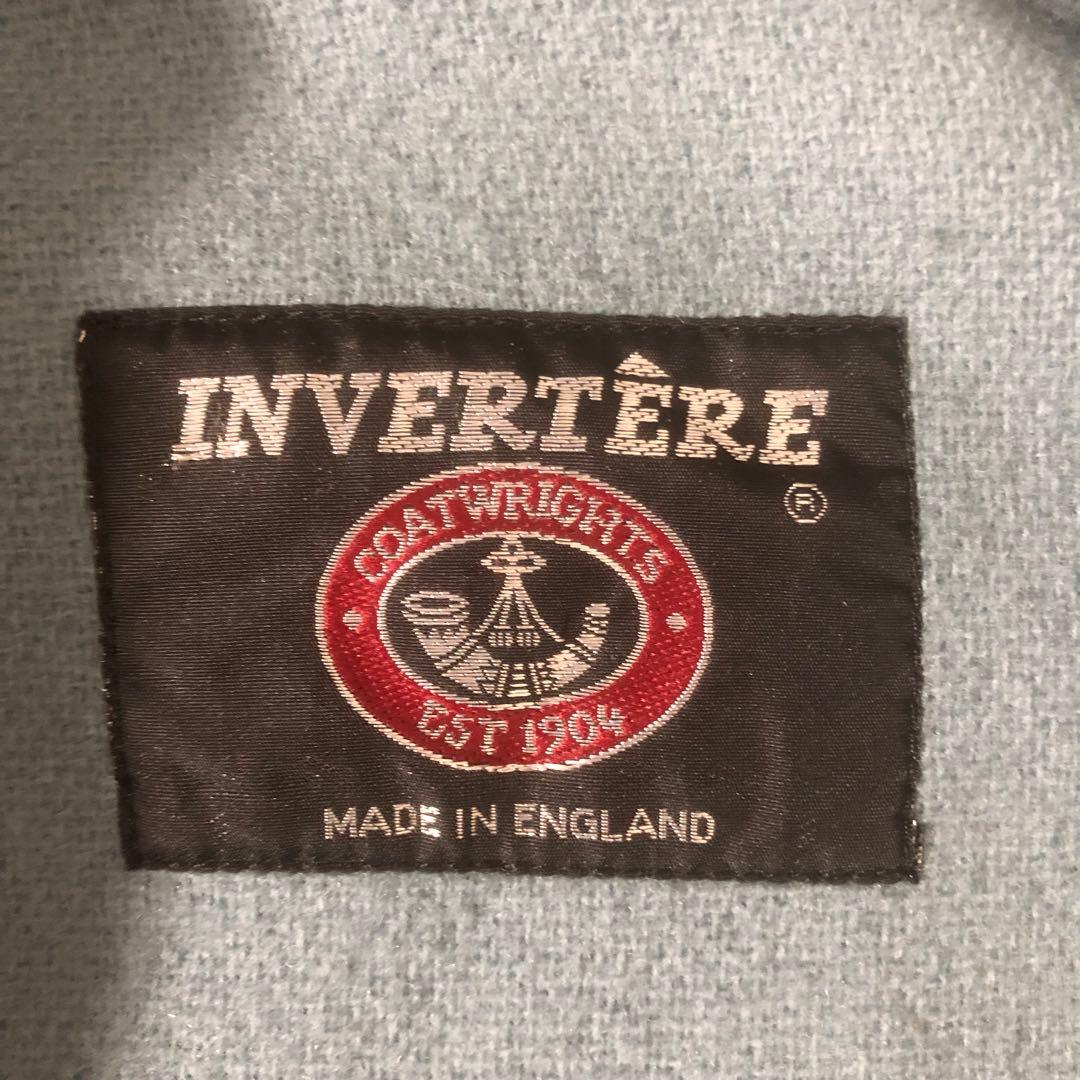 INVERTÊRE
®
COATWRIGHTS
EST 1904
MADE IN ENGLAND